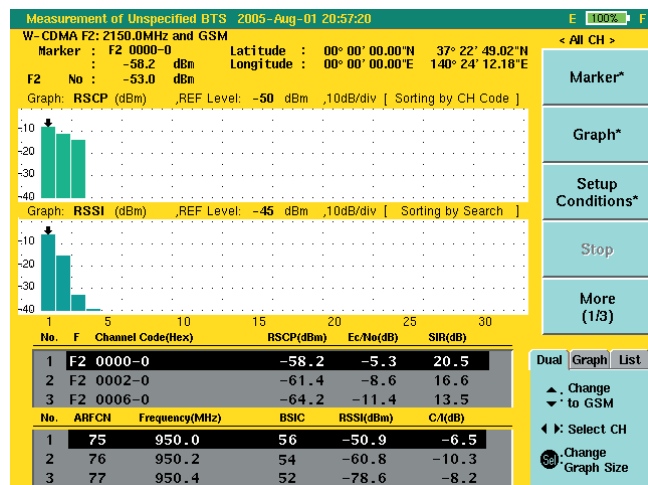 Measurement of Unspecified BTS 2005-Aug-01 20:57:20 E 100% F
W-CDMA F2: 2150.0MHz and GSM
< All CH >
Marker : F2 0000-0 Latitude : 00° 00' 00.00"N 37° 22' 49.02"N
: -58.2 dBm Longitude : 00° 00' 00.00"E 140° 24' 12.18"E
F2 No : -53.0 dBm
Marker*
Graph: RSCP (dBm) ,REF Level: -50 dBm ,10dB/div [ Sorting by CH Code ]
-10
-20
-30
-40
Graph*
Setup
Conditions*
Graph: RSSI (dBm) ,REF Level: -45 dBm ,10dB/div [ Sorting by Search ]
-10
-20
-30
-40
Stop
More
(1/3)
1 5 10 15 20 25 30
No. F Channel Code(Hex) RSCP(dBm) Ec/No(dB) SIR(dB)
1 F2 0000-0 -58.2 -5.3 20.5
2 F2 0002-0 -61.4 -8.6 16.6
3 F2 0006-0 -64.2 -11.4 13.5
No. ARFCN Frequency(MHz) BSIC RSSI(dBm) C/I(dB)
1 75 950.0 56 -50.9 -6.5
2 76 950.2 54 -60.8 -10.3
3 77 950.4 52 -78.6 -8.2
Dual Graph List
: Change
to GSM
: Select CH
Sel :Change
Graph Size